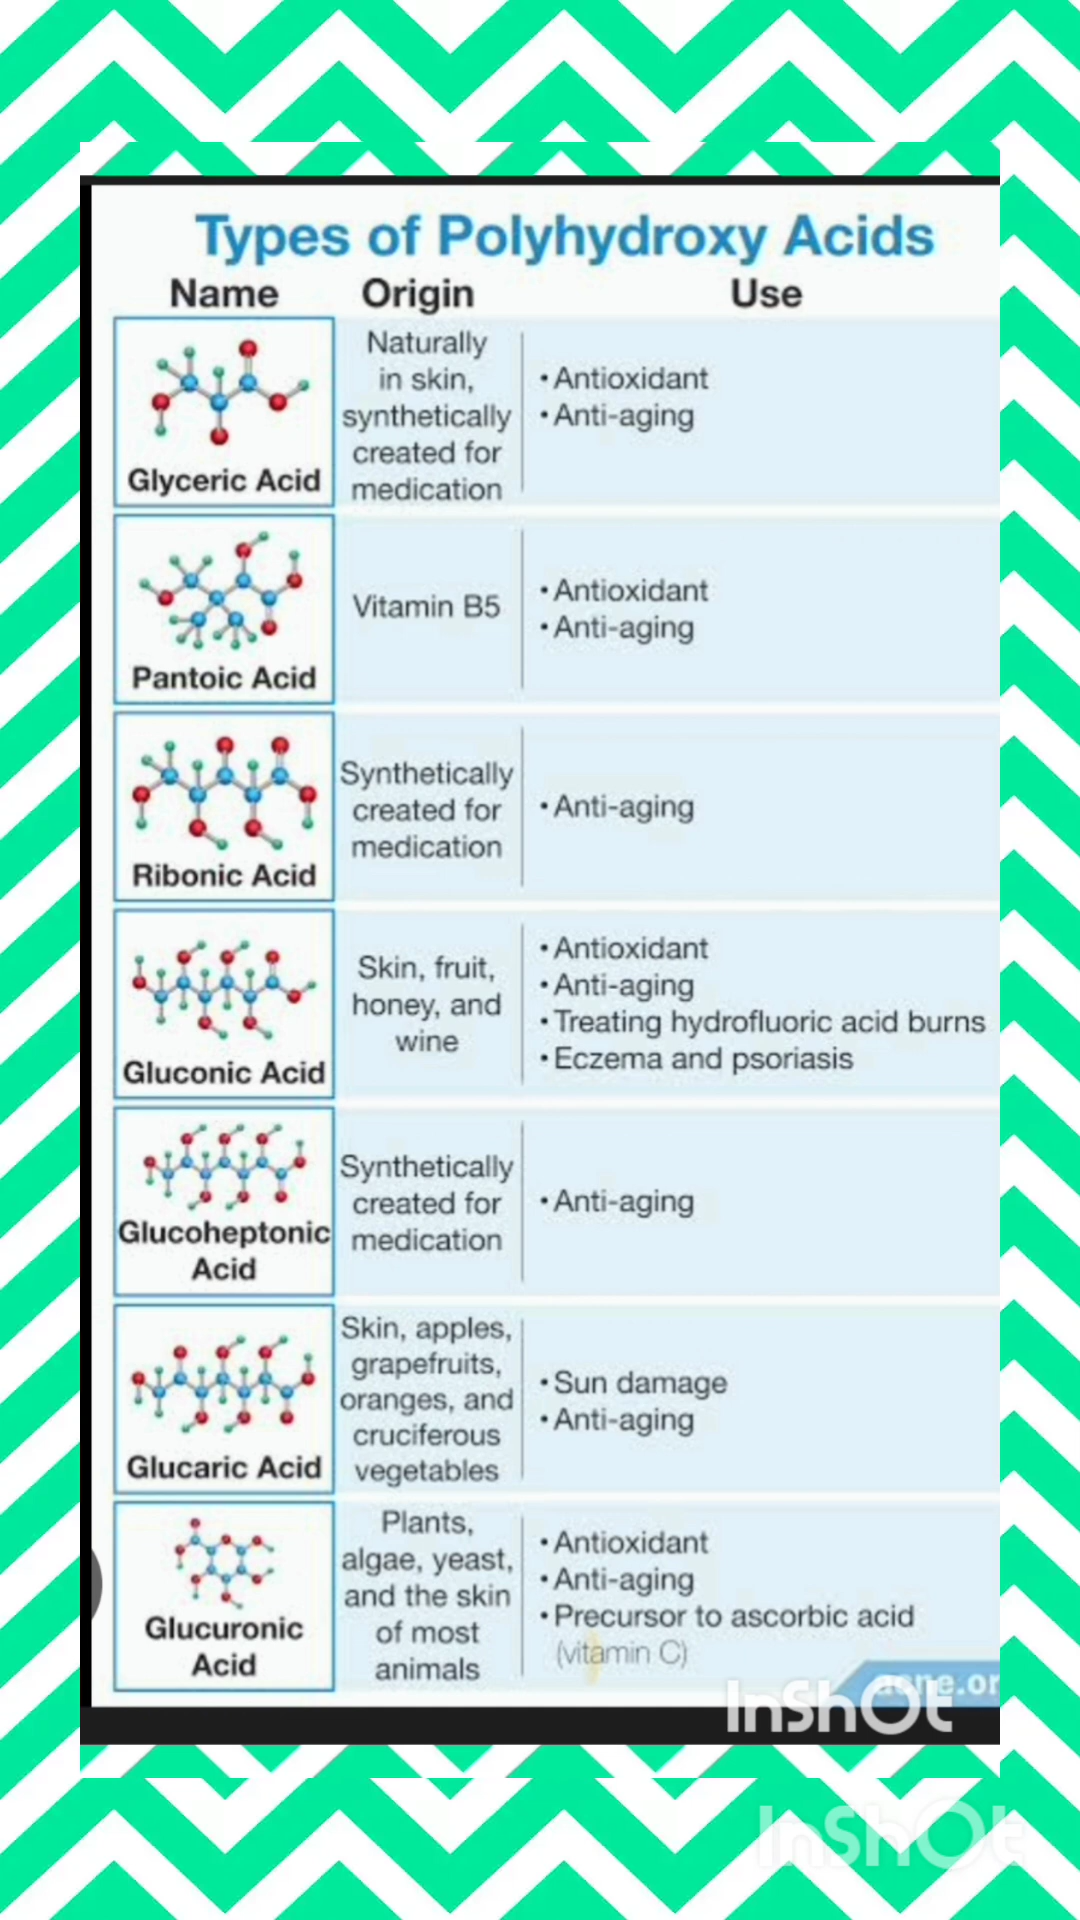 Types of Polyhydroxy Acids
Name Origin Use
Glyceric Acid
Naturally
in skin,
synthetically
created for
medication
• Antioxidant
• Anti-aging
Pantoic Acid
Vitamin B5
• Antioxidant
• Anti-aging
Ribonic Acid
Synthetically
created for
medication
• Anti-aging
Gluconic Acid
Skin, fruit,
honey, and
wine
• Antioxidant
• Anti-aging
• Treating hydrofluoric acid burns
• Eczema and psoriasis
Glucoheptonic
Acid
Synthetically
created for
medication
• Anti-aging
Glucaric Acid
Skin, apples,
grapefruits,
oranges, and
cruciferous
vegetables
• Sun damage
• Anti-aging
Glucuronic
Acid
Plants,
algae, yeast,
and the skin
of most
animals
• Antioxidant
• Anti-aging
• Precursor to ascorbic acid
(vitamin C)
acne.or
InShOt
InShOt